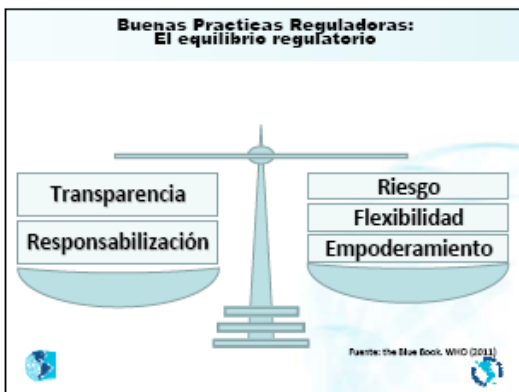 Buenas Practicas Reguladoras:
El equilibrio regulatorio
Transparencia
Responsabilización
Riesgo
Flexibilidad
Empoderamiento
Fuente: the Blue Book. WHO (2011)